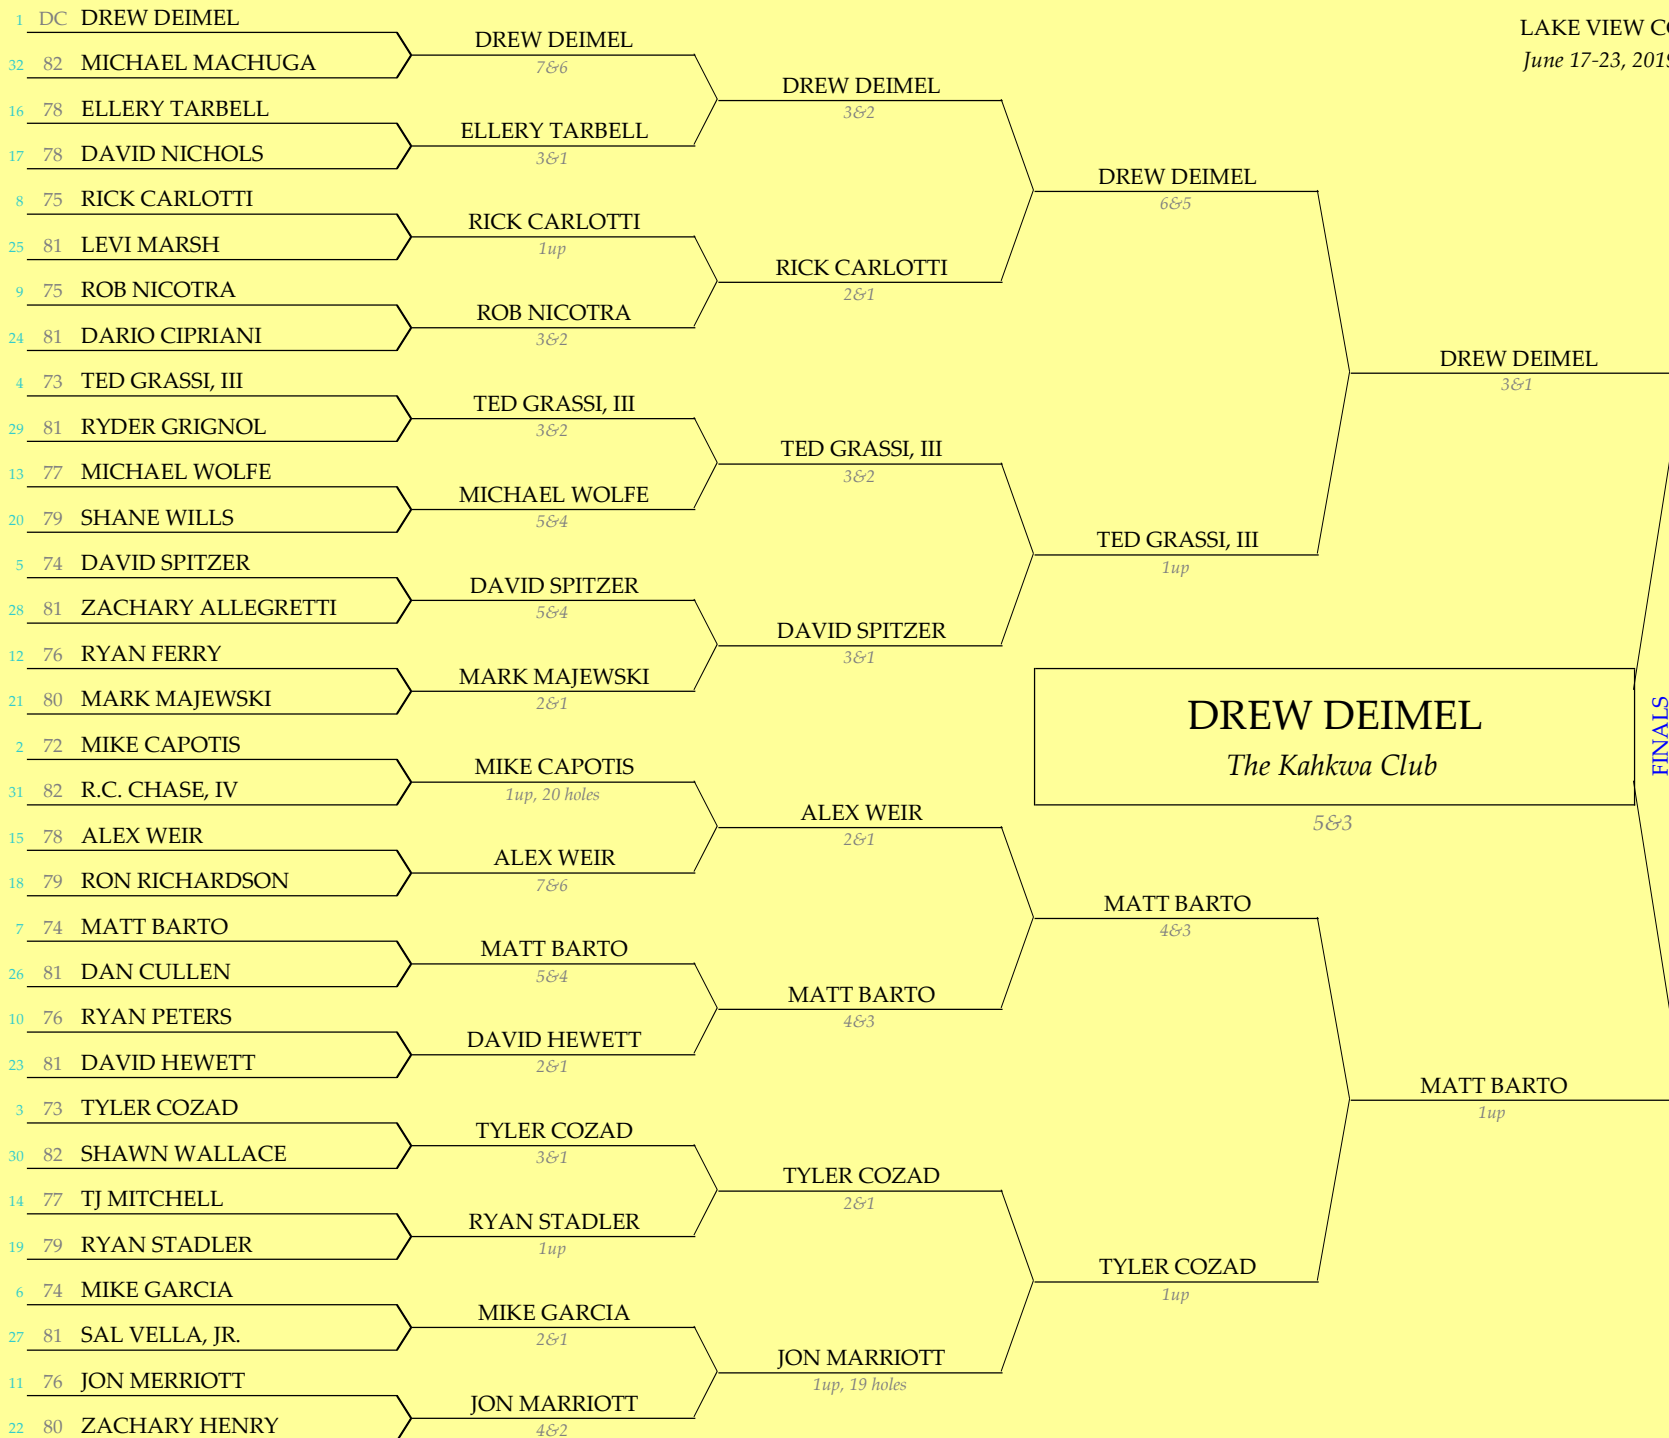 LAKE VIEW CO
June 17-23, 2019
1 DC DREW DEIMEL
32 82 MICHAEL MACHUGA
16 78 ELLERY TARBELL
17 78 DAVID NICHOLS
8 75 RICK CARLOTTI
25 81 LEVI MARSH
9 75 ROB NICOTRA
24 81 DARIO CIPRIANI
4 73 TED GRASSI, III
29 81 RYDER GRIGNOL
13 77 MICHAEL WOLFE
20 79 SHANE WILLS
5 74 DAVID SPITZER
28 81 ZACHARY ALLEGRETTI
12 76 RYAN FERRY
21 80 MARK MAJEWSKI
2 72 MIKE CAPOTIS
31 82 R.C. CHASE, IV
15 78 ALEX WEIR
18 79 RON RICHARDSON
7 74 MATT BARTO
26 81 DAN CULLEN
10 76 RYAN PETERS
23 81 DAVID HEWETT
3 73 TYLER COZAD
30 82 SHAWN WALLACE
14 77 TJ MITCHELL
19 79 RYAN STADLER
6 74 MIKE GARCIA
27 81 SAL VELLA, JR.
11 76 JON MERRIOTT
22 80 ZACHARY HENRY
DREW DEIMEL
7&6
ELLERY TARBELL
3&1
RICK CARLOTTI
1up
ROB NICOTRA
3&2
TED GRASSI, III
3&2
MICHAEL WOLFE
5&4
DAVID SPITZER
5&4
MARK MAJEWSKI
2&1
MIKE CAPOTIS
1up, 20 holes
ALEX WEIR
7&6
MATT BARTO
5&4
DAVID HEWETT
2&1
TYLER COZAD
3&1
RYAN STADLER
1up
MIKE GARCIA
2&1
JON MARRIOTT
4&2
DREW DEIMEL
3&2
RICK CARLOTTI
2&1
TED GRASSI, III
3&2
DAVID SPITZER
3&1
ALEX WEIR
2&1
MATT BARTO
4&3
TYLER COZAD
2&1
JON MARRIOTT
1up, 19 holes
DREW DEIMEL
6&5
TED GRASSI, III
1up
MATT BARTO
4&3
TYLER COZAD
1up
DREW DEIMEL
3&1
MATT BARTO
1up
FINALS
DREW DEIMEL
The Kahkwa Club
5&3